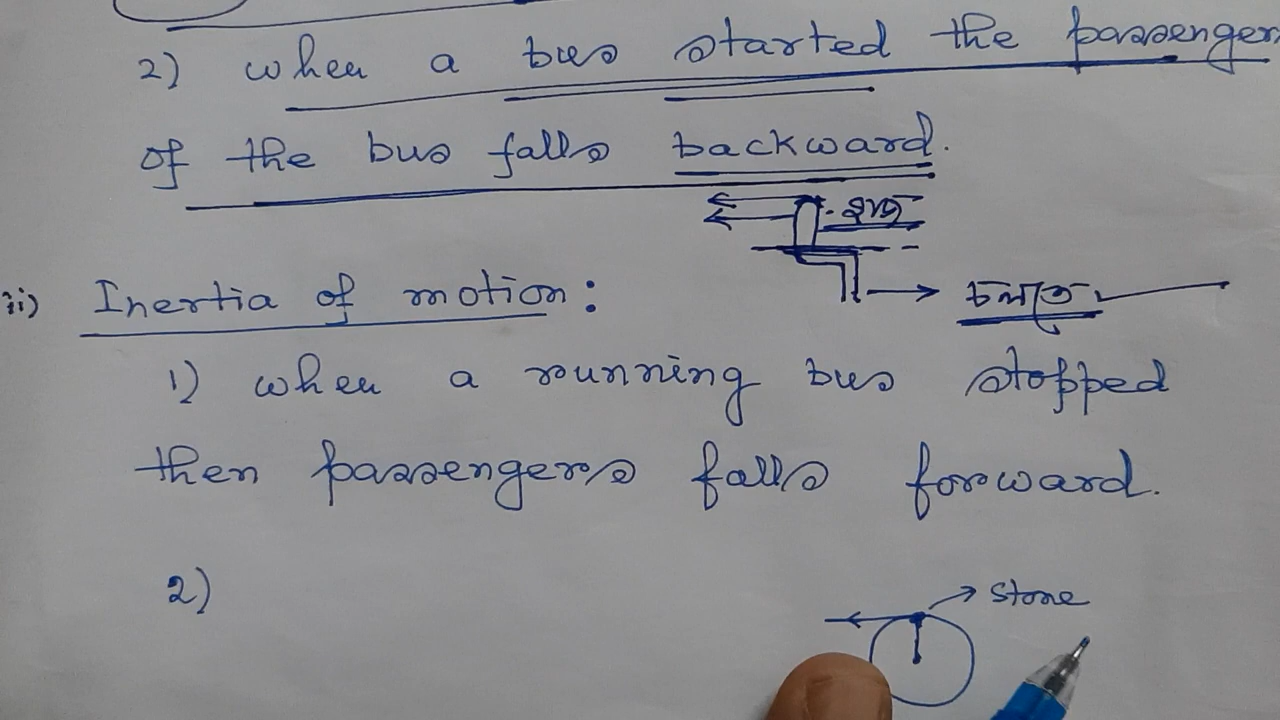 2) when a bus started the passenger
of the bus falls backward.
স্থির
চলন্ত
ii) Inertia of motion:
1) when a running bus stopped
then passengers falls forward.
2)
stone